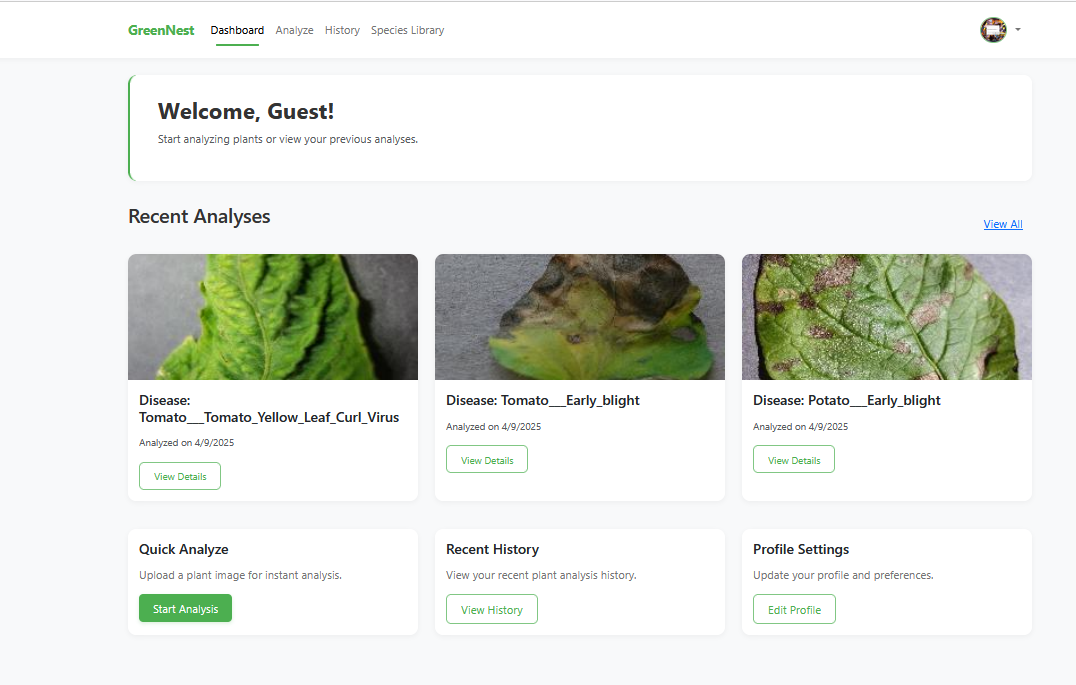 GreenNest Dashboard Analyze History Species Library
Welcome, Guest!
Start analyzing plants or view your previous analyses.
Recent Analyses
View All
Disease:
Tomato___Tomato_Yellow_Leaf_Curl_Virus
Analyzed on 4/9/2025
View Details
Disease: Tomato___Early_blight
Analyzed on 4/9/2025
View Details
Disease: Potato___Early_blight
Analyzed on 4/9/2025
View Details
Quick Analyze
Upload a plant image for instant analysis.
Start Analysis
Recent History
View your recent plant analysis history.
View History
Profile Settings
Update your profile and preferences.
Edit Profile